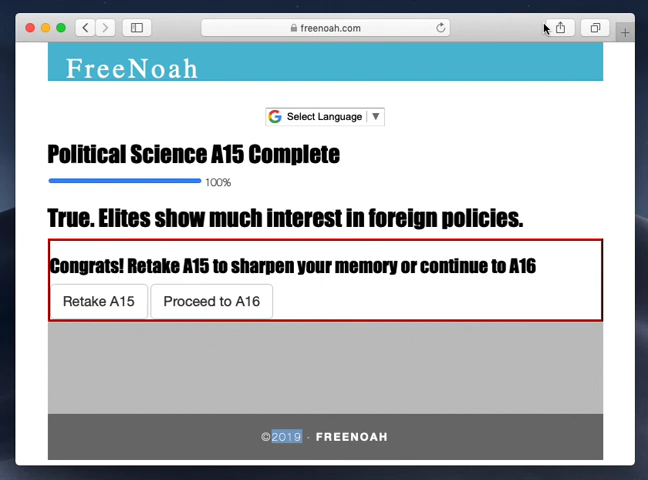 freenoah.com
FreeNoah
Select Language ▼
Political Science A15 Complete
100%
True. Elites show much interest in foreign policies.
Congrats! Retake A15 to sharpen your memory or continue to A16
Retake A15 Proceed to A16
©2019 - FREENOAH